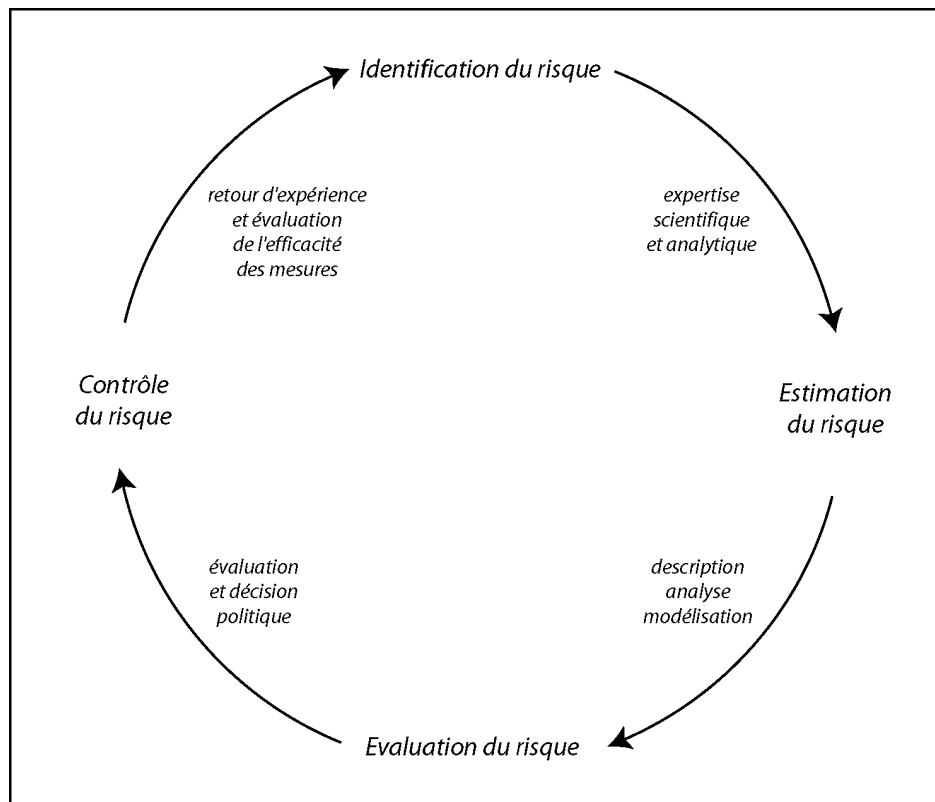 Identification du risque
expertise
scientifique
et analytique
Estimation
du risque
description
analyse
modélisation
Evaluation du risque
évaluation
et décision
politique
Contrôle
du risque
retour d'expérience
et évaluation
de l'efficacité
des mesures